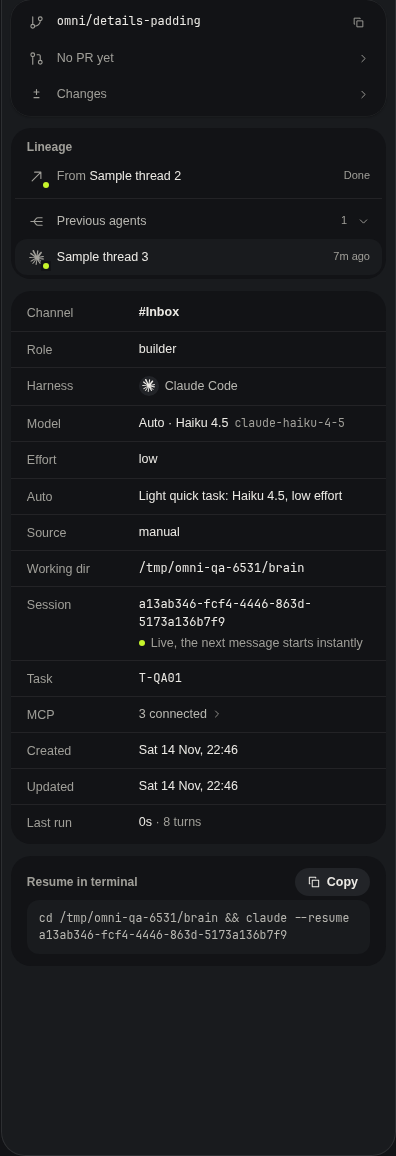 omni/details-padding
No PR yet
Changes
Lineage
From Sample thread 2 Done
Previous agents 1
Sample thread 3 7m ago
Channel #Inbox
Role builder
Harness Claude Code
Model Auto · Haiku 4.5 claude-haiku-4-5
Effort low
Auto Light quick task: Haiku 4.5, low effort
Source manual
Working dir /tmp/omni-qa-6531/brain
Session a13ab346-fcf4-4446-863d-
5173a136b7f9
Live, the next message starts instantly
Task T-QA01
MCP 3 connected
Created Sat 14 Nov, 22:46
Updated Sat 14 Nov, 22:46
Last run 0s · 8 turns
Resume in terminal Copy
cd /tmp/omni-qa-6531/brain && claude --resume
a13ab346-fcf4-4446-863d-5173a136b7f9